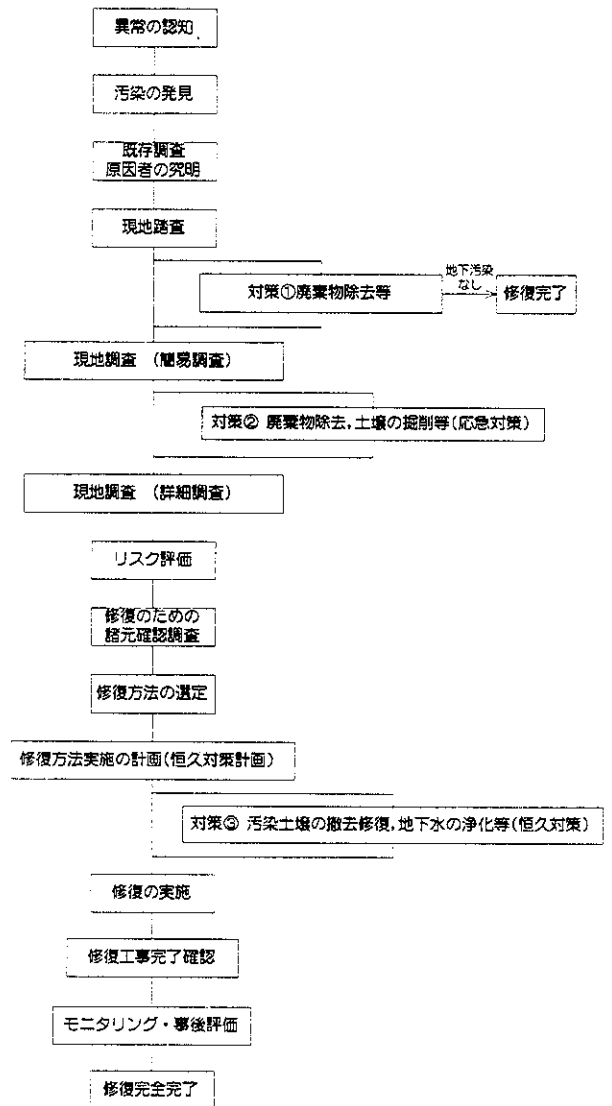 異常の認知
汚染の発見
既存調査
原因者の究明
現地踏査
対策①廃棄物除去等
地下汚染
なし
修復完了
現地調査 (簡易調査)
対策② 廃棄物除去,土壌の掘削等(応急対策)
現地調査 (詳細調査)
リスク評価
修復のための
諸元確認調査
修復方法の選定
修復方法実施の計画(恒久対策計画)
対策③ 汚染土壌の撤去修復,地下水の浄化等(恒久対策)
修復の実施
修復工事完了確認
モニタリング・事後評価
修復完全完了